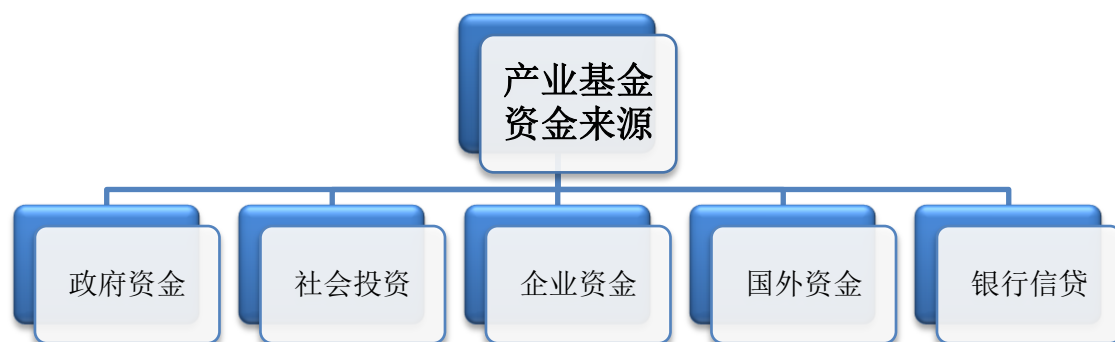 产业基金
资金来源
政府资金
社会投资
企业资金
国外资金
银行信贷